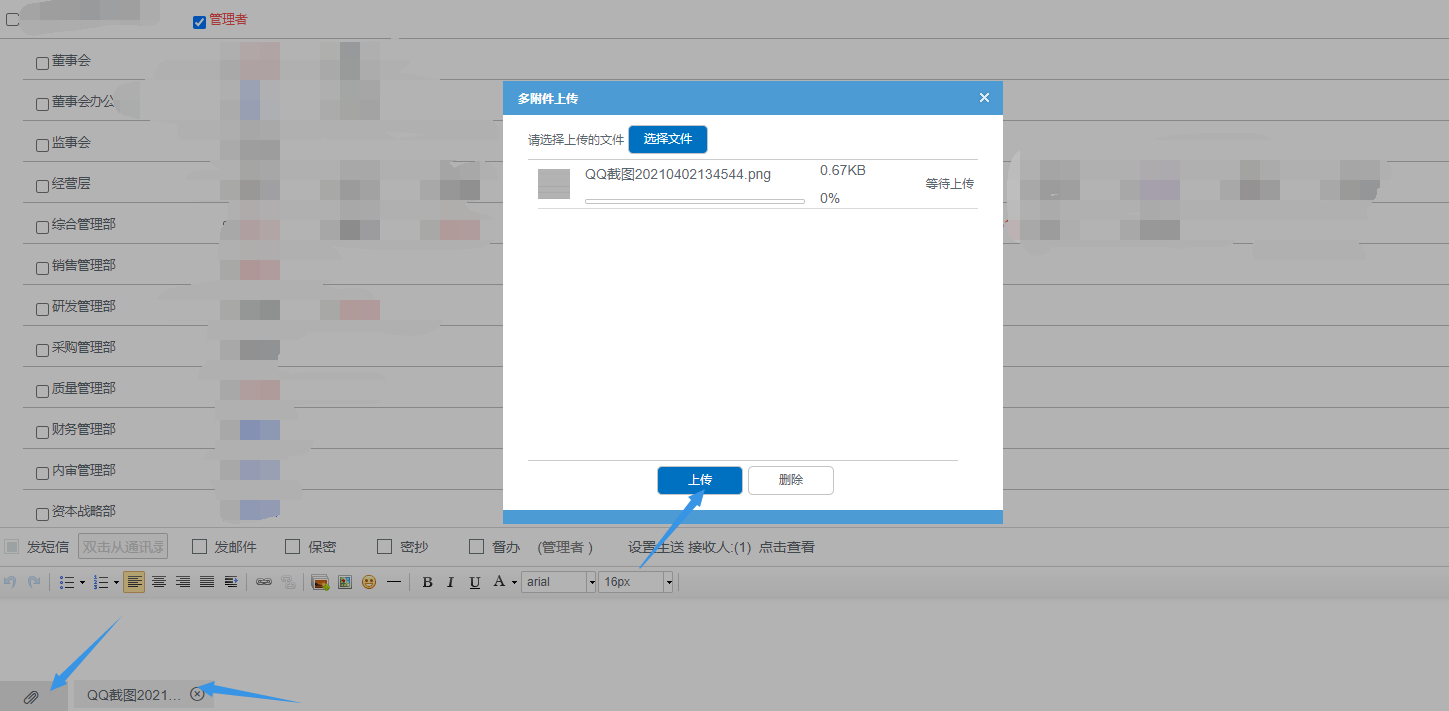 管理者
董事会
董事会办公
监事会
经营层
综合管理部
销售管理部
研发管理部
采购管理部
质量管理部
财务管理部
内审管理部
资本战略部
多附件上传
请选择上传的文件 选择文件
QQ截图20210402134544.png 0.67KB
等待上传
0%
上传 删除
发短信 双击从通讯录 发邮件 保密 密抄 督办 (管理者 ) 设置主送 接收人:(1) 点击查看
B I U A arial 16px
QQ截图2021...